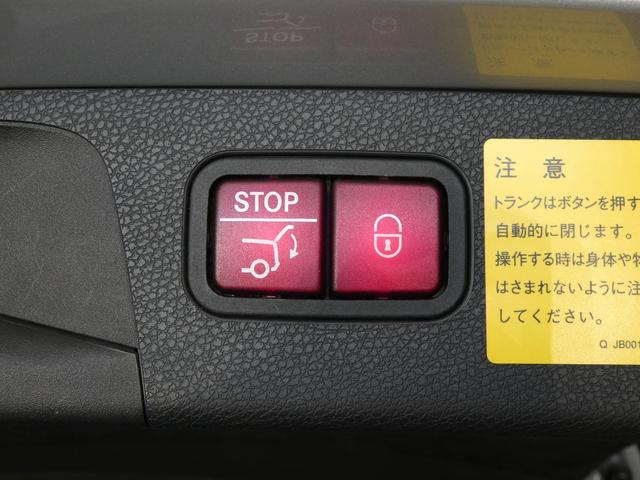 STOP
注意
トランクはボタンを押す
自動的に閉じます。
操作する時は身体や
はさまれないように注
してください。
Q JB001